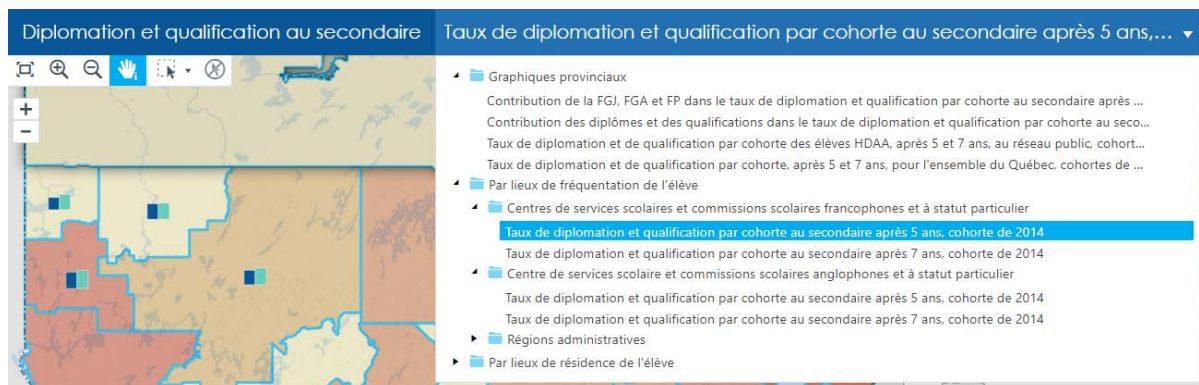 Diplomation et qualification au secondaire
Taux de diplomation et qualification par cohorte au secondaire après 5 ans,...
Graphiques provinciaux
Contribution de la FGJ, FGA et FP dans le taux de diplomation et qualification par cohorte au secondaire après ...
Contribution des diplômes et des qualifications dans le taux de diplomation et qualification par cohorte au seco...
Taux de diplomation et de qualification par cohorte des élèves HDAA, après 5 et 7 ans, au réseau public, cohort...
Taux de diplomation et de qualification par cohorte, après 5 et 7 ans, pour l'ensemble du Québec, cohortes de ...
Par lieux de fréquentation de l'élève
Centres de services scolaires et commissions scolaires francophones et à statut particulier
Taux de diplomation et qualification par cohorte au secondaire après 5 ans, cohorte de 2014
Taux de diplomation et qualification par cohorte au secondaire après 7 ans, cohorte de 2014
Centre de services scolaire et commissions scolaires anglophones et à statut particulier
Taux de diplomation et qualification par cohorte au secondaire après 5 ans, cohorte de 2014
Taux de diplomation et qualification par cohorte au secondaire après 7 ans, cohorte de 2014
Régions administratives
Par lieux de résidence de l'élève